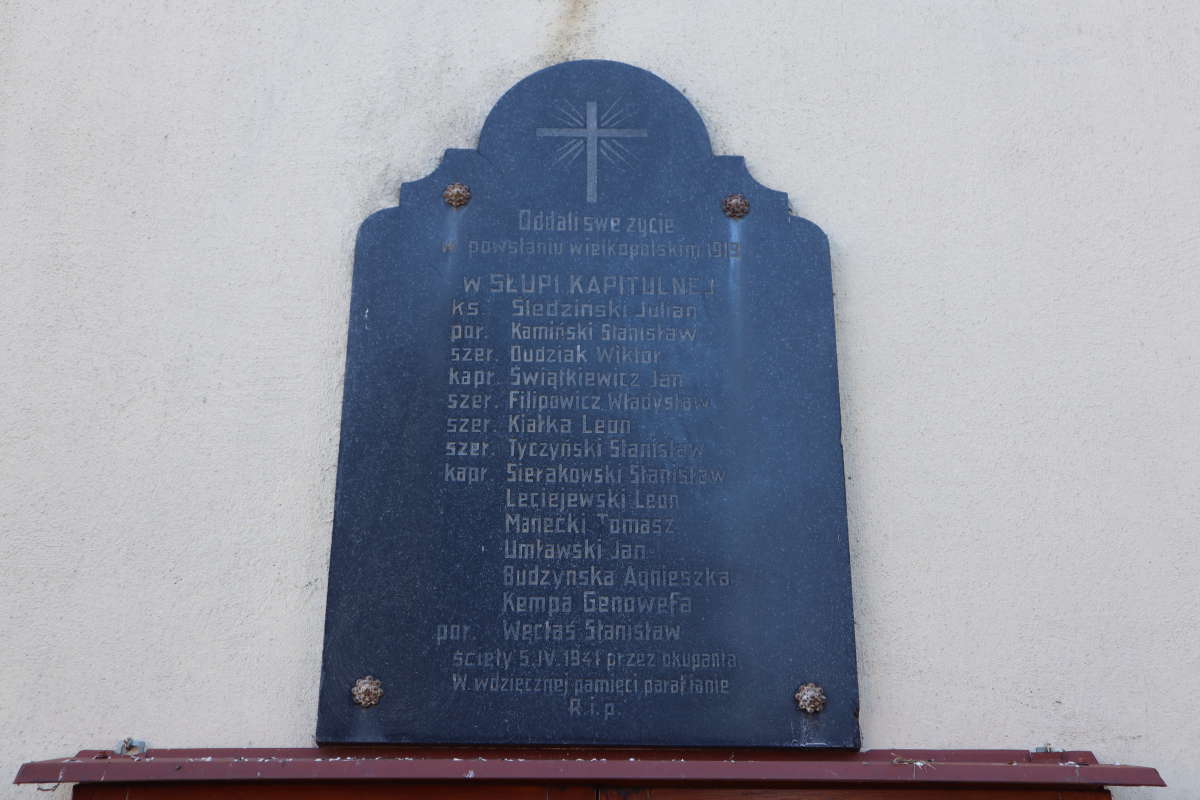 Oddali swe życie
w powstaniu wielkopolskim 1919
w SŁUPI KAPITULNEJ
ks. Śledziński Julian
por. Kamiński Stanisław
szer. Dudziak Wiktor
kapr. Świątkiewicz Jan
szer. Filipowicz Władysław
szer. Kiałka Leon
szer. Tyczyński Stanisław
kapr. Sierakowski Stanisław
Leciejewski Leon
Manecki Tomasz
Umławski Jan
Budzyńska Agnieszka
Kempa Genowefa
por. Węcłaś Stanisław
ścięty 5.IV.1941 przez okupanta
W wdzięcznej pamięci parafianie
R.i.p.